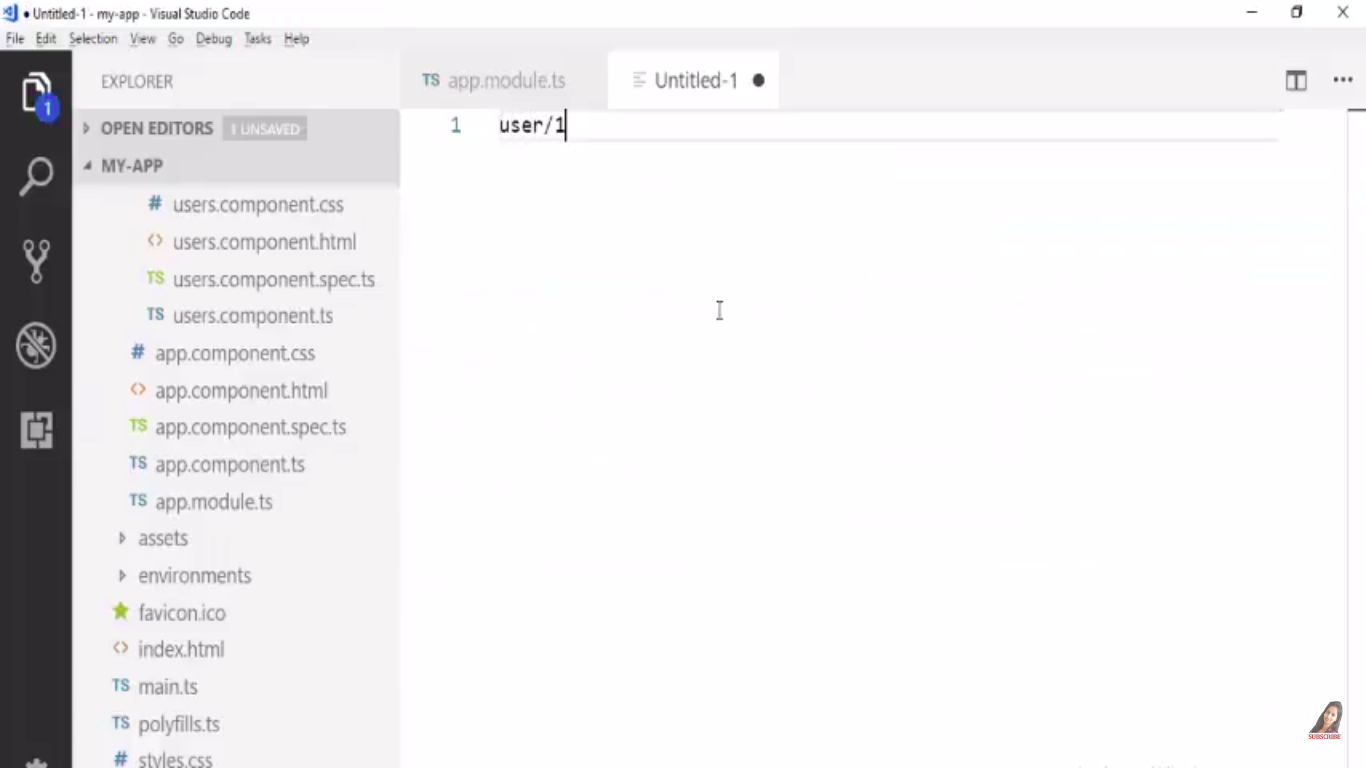 ● Untitled-1 - my-app - Visual Studio Code
File Edit Selection View Go Debug Tasks Help
EXPLORER
TS app.module.ts
Untitled-1 ●
1
OPEN EDITORS 1 UNSAVED
1 user/1
MY-APP
# users.component.css
<> users.component.html
TS users.component.spec.ts
TS users.component.ts
# app.component.css
<> app.component.html
TS app.component.spec.ts
TS app.component.ts
TS app.module.ts
assets
environments
favicon.ico
<> index.html
TS main.ts
TS polyfills.ts
# styles.css
SUBSCRIBE